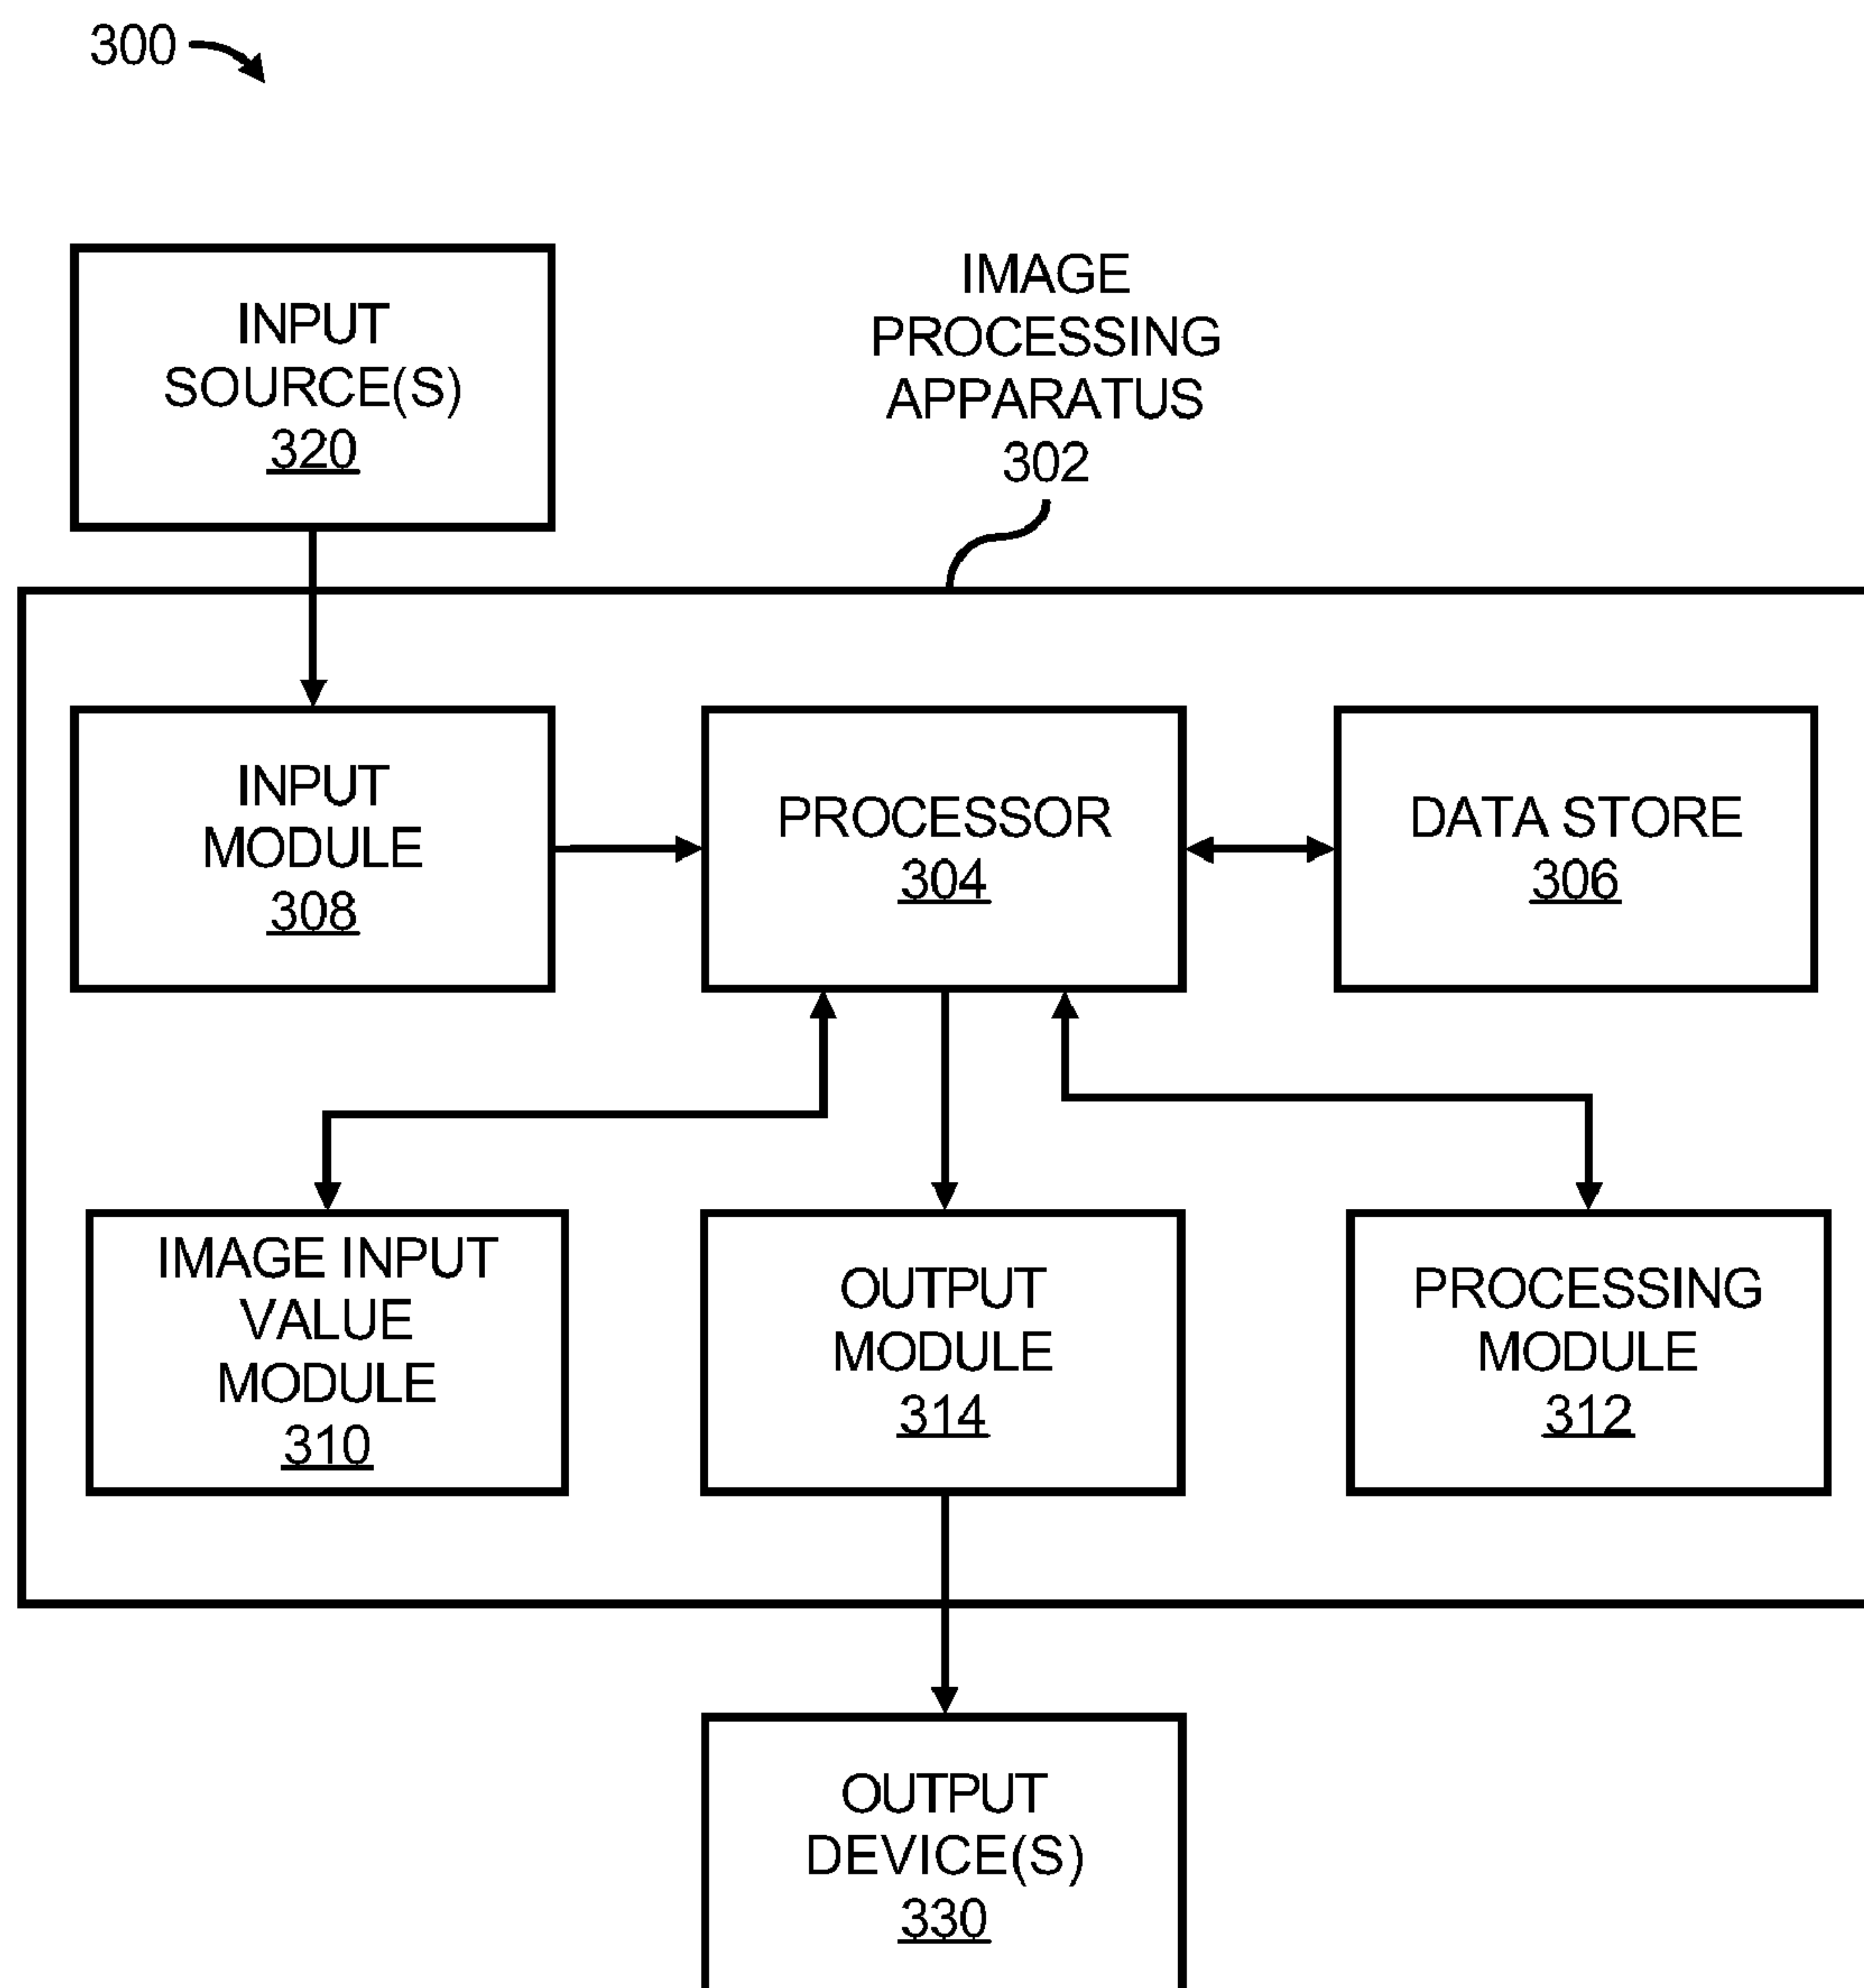 300
INPUT
SOURCE(S)
320
IMAGE
PROCESSING
APPARATUS
302
INPUT
MODULE
308
PROCESSOR
304
DATA STORE
306
IMAGE INPUT
VALUE
MODULE
310
OUTPUT
MODULE
314
PROCESSING
MODULE
312
OUTPUT
DEVICE(S)
330